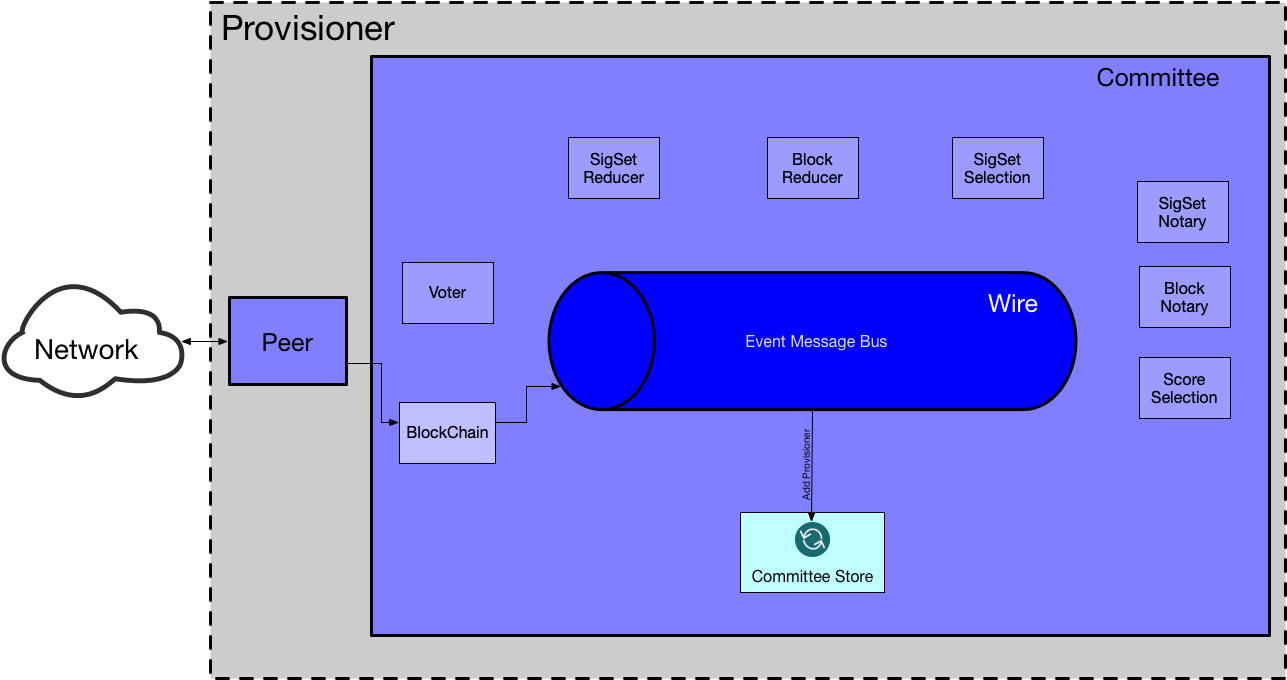 Provisioner
Committee
SigSet
Reducer
Block
Reducer
SigSet
Selection
SigSet
Notary
Voter
Block
Notary
Wire
Network
Peer
Event Message Bus
Score
Selection
BlockChain
Add Provisioner
Committee Store